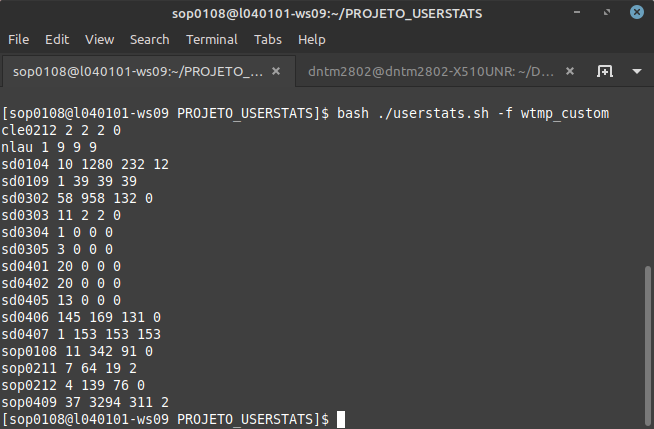 sop0108@l040101-ws09:~/PROJETO_USERSTATS
File Edit View Search Terminal Tabs Help
sop0108@l040101-ws09:~/PROJETO_... × dntm2802@dntm2802-X510UNR: ~/D... ×
[sop0108@l040101-ws09 PROJETO_USERSTATS]$ bash ./userstats.sh -f wtmp_custom
cle0212 2 2 2 0
nlau 1 9 9 9
sd0104 10 1280 232 12
sd0109 1 39 39 39
sd0302 58 958 132 0
sd0303 11 2 2 0
sd0304 1 0 0 0
sd0305 3 0 0 0
sd0401 20 0 0 0
sd0402 20 0 0 0
sd0405 13 0 0 0
sd0406 145 169 131 0
sd0407 1 153 153 153
sop0108 11 342 91 0
sop0211 7 64 19 2
sop0212 4 139 76 0
sop0409 37 3294 311 2
[sop0108@l040101-ws09 PROJETO_USERSTATS]$